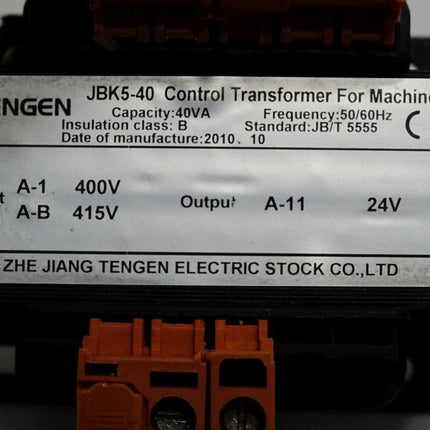 ENGEN JBK5-40 Control Transformer For Machine
Capacity:40VA Frequency:50/60Hz
Insulation class: B Standard:JB/T 5555
Date of manufacture:2010、10
t A-1 400V
A-B 415V
Output A-11 24V
ZHE JIANG TENGEN ELECTRIC STOCK CO.,LTD